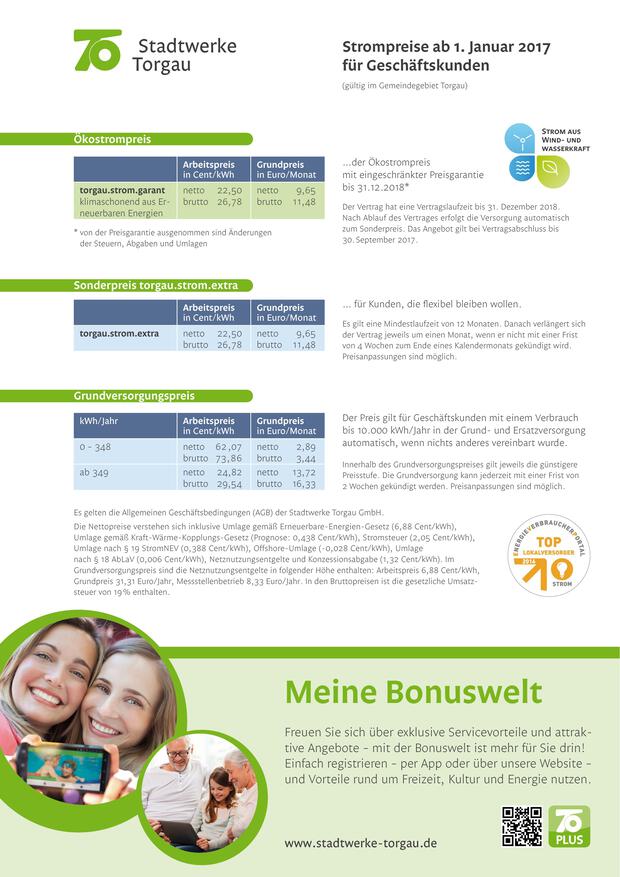 Stadtwerke
Torgau
Strompreise ab 1. Januar 2017
für Geschäftskunden
(gültig im Gemeindegebiet Torgau)
Ökostrompreis
STROM AUS
WIND- UND
WASSERKRAFT
Arbeitspreis Grundpreis
in Cent/kWh in Euro/Monat
torgau.strom.garant netto 22,50 netto 9,65
klimaschonend aus Er- brutto 26,78 brutto 11,48
neuerbaren Energien
* von der Preisgarantie ausgenommen sind Änderungen
der Steuern, Abgaben und Umlagen
...der Ökostrompreis
mit eingeschränkter Preisgarantie
bis 31.12.2018*
Der Vertrag hat eine Vertragslaufzeit bis 31. Dezember 2018.
Nach Ablauf des Vertrages erfolgt die Versorgung automatisch
zum Sonderpreis. Das Angebot gilt bei Vertragsabschluss bis
30. September 2017.
Sonderpreis torgau.strom.extra
Arbeitspreis Grundpreis
in Cent/kWh in Euro/Monat
torgau.strom.extra netto 22,50 netto 9,65
brutto 26,78 brutto 11,48
... für Kunden, die flexibel bleiben wollen.
Es gilt eine Mindestlaufzeit von 12 Monaten. Danach verlängert sich
der Vertrag jeweils um einen Monat, wenn er nicht mit einer Frist
von 4 Wochen zum Ende eines Kalendermonats gekündigt wird.
Preisanpassungen sind möglich.
Grundversorgungspreis
kWh/Jahr Arbeitspreis Grundpreis
in Cent/kWh in Euro/Monat
0 – 348 netto 62,07 netto 2,89
brutto 73,86 brutto 3,44
ab 349 netto 24,82 netto 13,72
brutto 29,54 brutto 16,33
Der Preis gilt für Geschäftskunden mit einem Verbrauch
bis 10.000 kWh/Jahr in der Grund- und Ersatzversorgung
automatisch, wenn nichts anderes vereinbart wurde.
Innerhalb des Grundversorgungspreises gilt jeweils die günstigere
Preisstufe. Die Grundversorgung kann jederzeit mit einer Frist von
2 Wochen gekündigt werden. Preisanpassungen sind möglich.
Es gelten die Allgemeinen Geschäftsbedingungen (AGB) der Stadtwerke Torgau GmbH.
Die Nettopreise verstehen sich inklusive Umlage gemäß Erneuerbare-Energien-Gesetz (6,88 Cent/kWh),
Umlage gemäß Kraft-Wärme-Kopplungs-Gesetz (Prognose: 0,438 Cent/kWh), Stromsteuer (2,05 Cent/kWh),
Umlage nach § 19 StromNEV (0,388 Cent/kWh), Offshore-Umlage (-0,028 Cent/kWh), Umlage
nach § 18 AbLaV (0,006 Cent/kWh), Netznutzungsentgelte und Konzessionsabgabe (1,32 Cent/kWh). Im
Grundversorgungspreis sind die Netznutzungsentgelte in folgender Höhe enthalten: Arbeitspreis 6,88 Cent/kWh,
Grundpreis 31,31 Euro/Jahr, Messstellenbetrieb 8,33 Euro/Jahr. In den Bruttopreisen ist die gesetzliche Umsatz-
steuer von 19 % enthalten.
ENERGIEVERBRAUCHERPORTAL
TOP
LOKALVERSORGER
2016
STROM
Meine Bonuswelt
Freuen Sie sich über exklusive Servicevorteile und attrak-
tive Angebote – mit der Bonuswelt ist mehr für Sie drin!
Einfach registrieren – per App oder über unsere Website –
und Vorteile rund um Freizeit, Kultur und Energie nutzen.
www.stadtwerke-torgau.de
PLUS